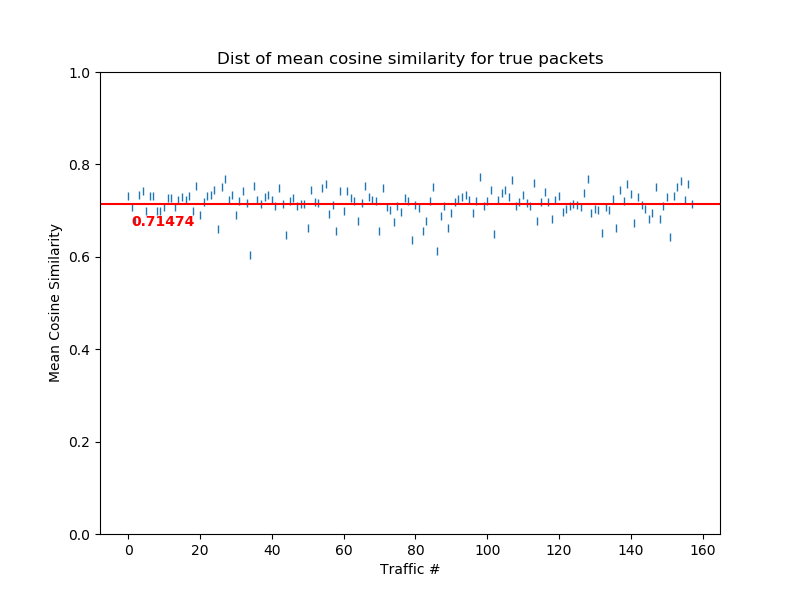 Dist of mean cosine similarity for true packets
1.0
0.8
0.6
0.4
0.2
0.0
Mean Cosine Similarity
0.71474
0 20 40 60 80 100 120 140 160
Traffic #